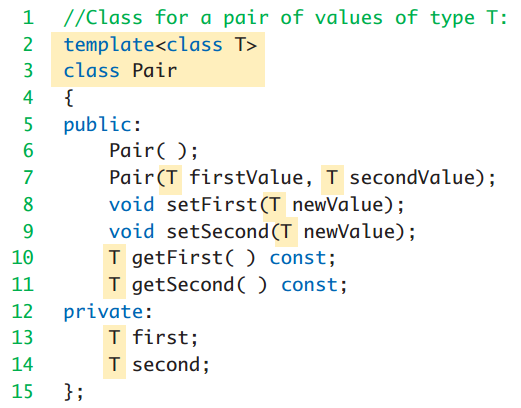 1 //Class for a pair of values of type T:
2 template<class T>
3 class Pair
4 {
5 public:
6     Pair( );
7     Pair(T firstValue, T secondValue);
8     void setFirst(T newValue);
9     void setSecond(T newValue);
10     T getFirst( ) const;
11     T getSecond( ) const;
12 private:
13     T first;
14     T second;
15 };